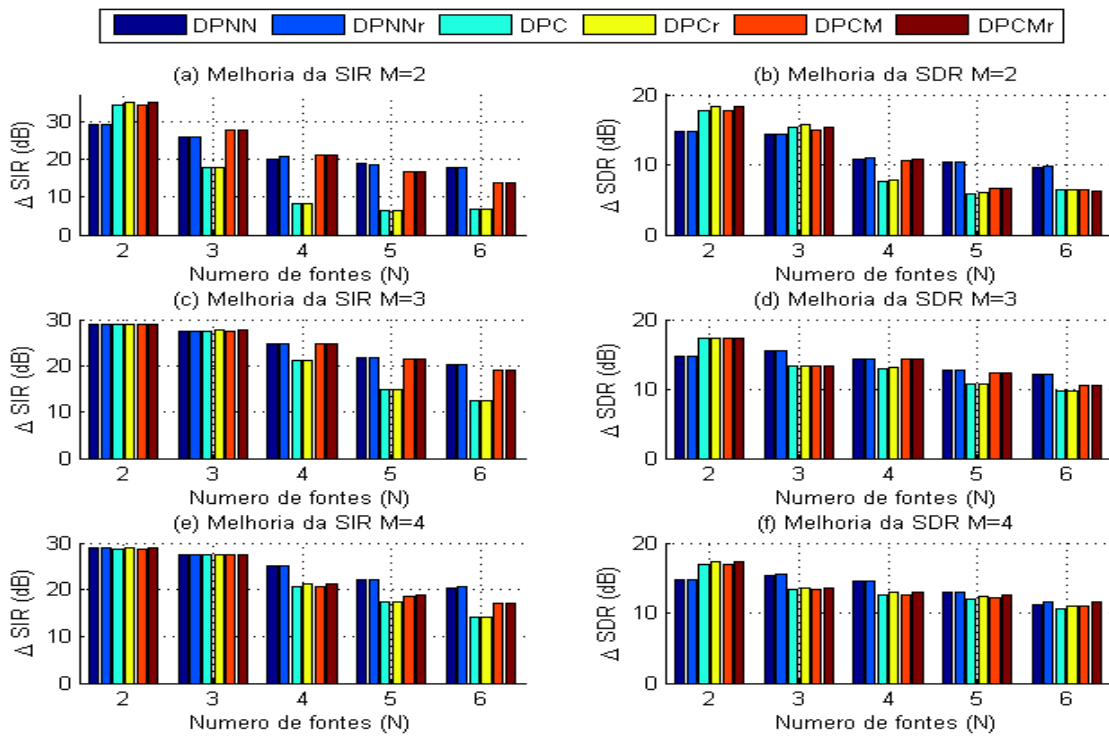 DPNN DPNNr DPC DPCr DPCM DPCMr
(a) Melhoria da SIR M=2
Δ SIR (dB)
30
20
10
0
2 3 4 5 6
Numero de fontes (N)
(b) Melhoria da SDR M=2
Δ SDR (dB)
20
10
0
2 3 4 5 6
Numero de fontes (N)
(c) Melhoria da SIR M=3
Δ SIR (dB)
30
20
10
0
2 3 4 5 6
Numero de fontes (N)
(d) Melhoria da SDR M=3
Δ SDR (dB)
20
10
0
2 3 4 5 6
Numero de fontes (N)
(e) Melhoria da SIR M=4
Δ SIR (dB)
30
20
10
0
2 3 4 5 6
Numero de fontes (N)
(f) Melhoria da SDR M=4
Δ SDR (dB)
20
10
0
2 3 4 5 6
Numero de fontes (N)